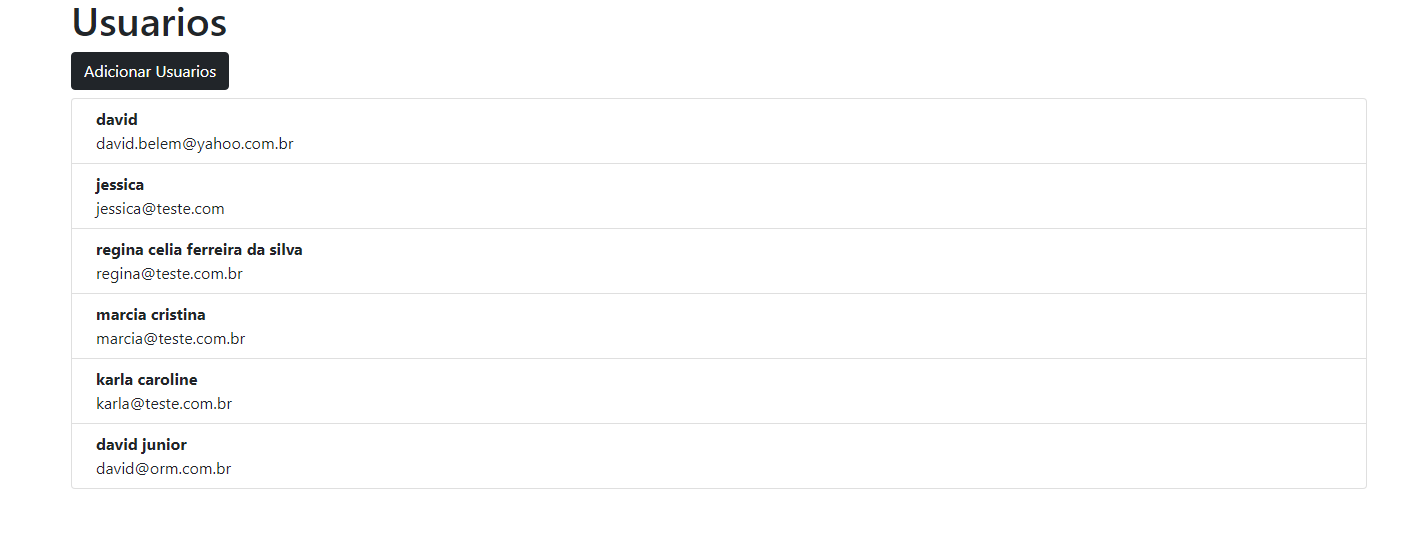 Usuarios
Adicionar Usuarios
david
david.belem@yahoo.com.br
jessica
jessica@teste.com
regina celia ferreira da silva
regina@teste.com.br
marcia cristina
marcia@teste.com.br
karla caroline
karla@teste.com.br
david junior
david@orm.com.br